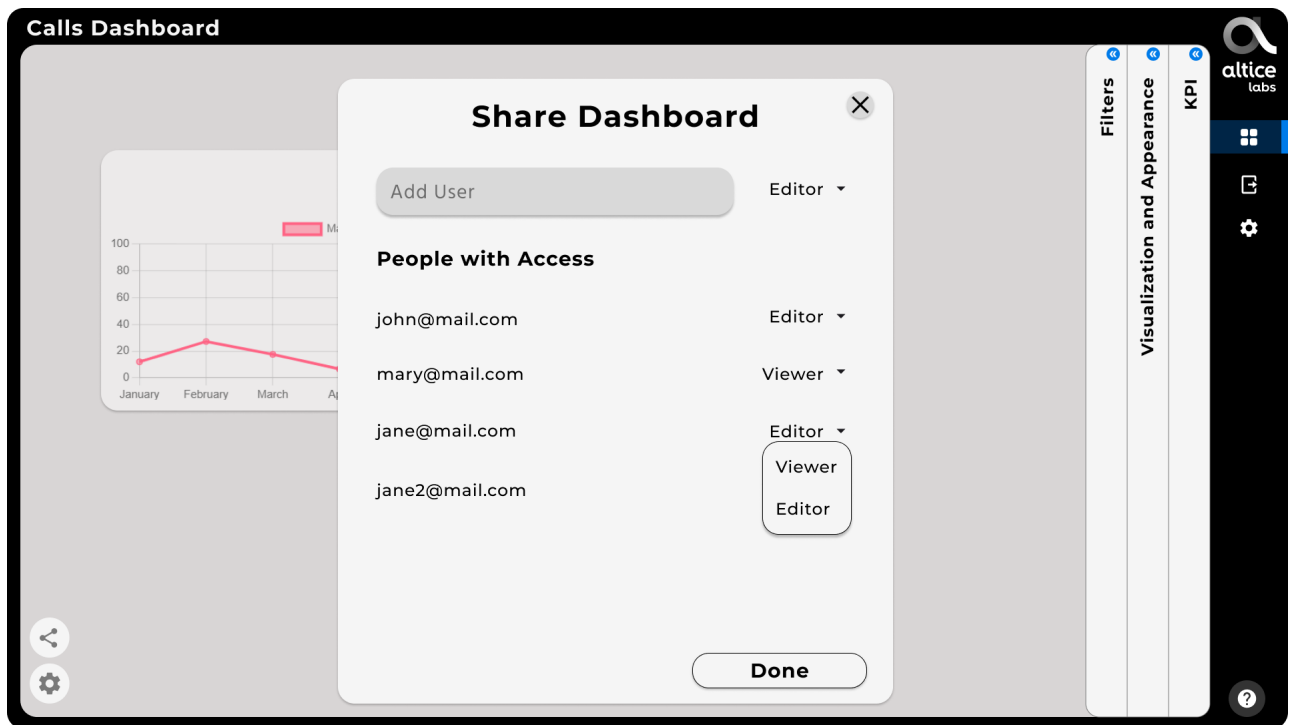 Calls Dashboard
altice
labs
Filters
Visualization and Appearance
KPI
Share Dashboard
Add User
Editor
People with Access
john@mail.com
Editor
mary@mail.com
Viewer
jane@mail.com
Editor
Viewer
jane2@mail.com
Editor
Done
100
80
60
40
20
0
January February March
?